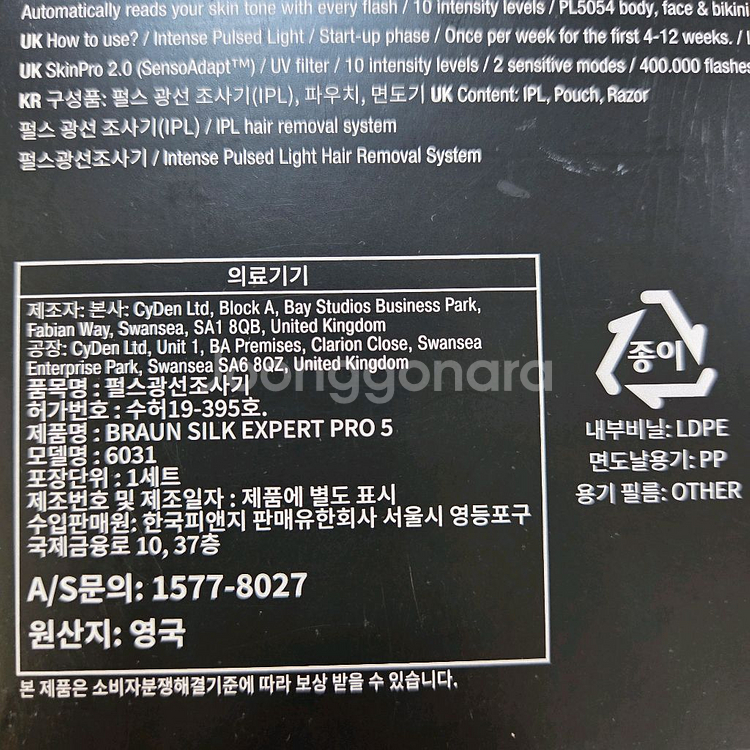 Automatically reads your skin tone with every flash / 10 intensity levels / PL5054 body, face & bikini
UK How to use? / Intense Pulsed Light / Start-up phase / Once per week for the first 4-12 weeks. /
UK SkinPro 2.0 (SensoAdapt™) / UV filter / 10 intensity levels / 2 sensitive modes / 400.000 flashes
KR 구성품: 펄스 광선 조사기(IPL), 파우치, 면도기 UK Content: IPL, Pouch, Razor
펄스 광선 조사기(IPL) / IPL hair removal system
펄스광선조사기 / Intense Pulsed Light Hair Removal System
의료기기
제조자: 본사: CyDen Ltd, Block A, Bay Studios Business Park,
Fabian Way, Swansea, SA1 8QB, United Kingdom
공장: CyDen Ltd, Unit 1, BA Premises, Clarion Close, Swansea
Enterprise Park, Swansea SA6 8QZ, United Kingdom
품목명 : 펄스광선조사기
허가번호 : 수허19-395호.
제품명 : BRAUN SILK EXPERT PRO 5
모델명 : 6031
포장단위 : 1세트
제조번호 및 제조일자 : 제품에 별도 표시
수입판매원: 한국피앤지 판매유한회사 서울시 영등포구
국제금융로 10, 37층
A/S문의: 1577-8027
원산지: 영국
본 제품은 소비자분쟁해결기준에 따라 보상 받을 수 있습니다.
종이
내부비닐: LDPE
면도날용기: PP
용기 필름: OTHER
joonggonara